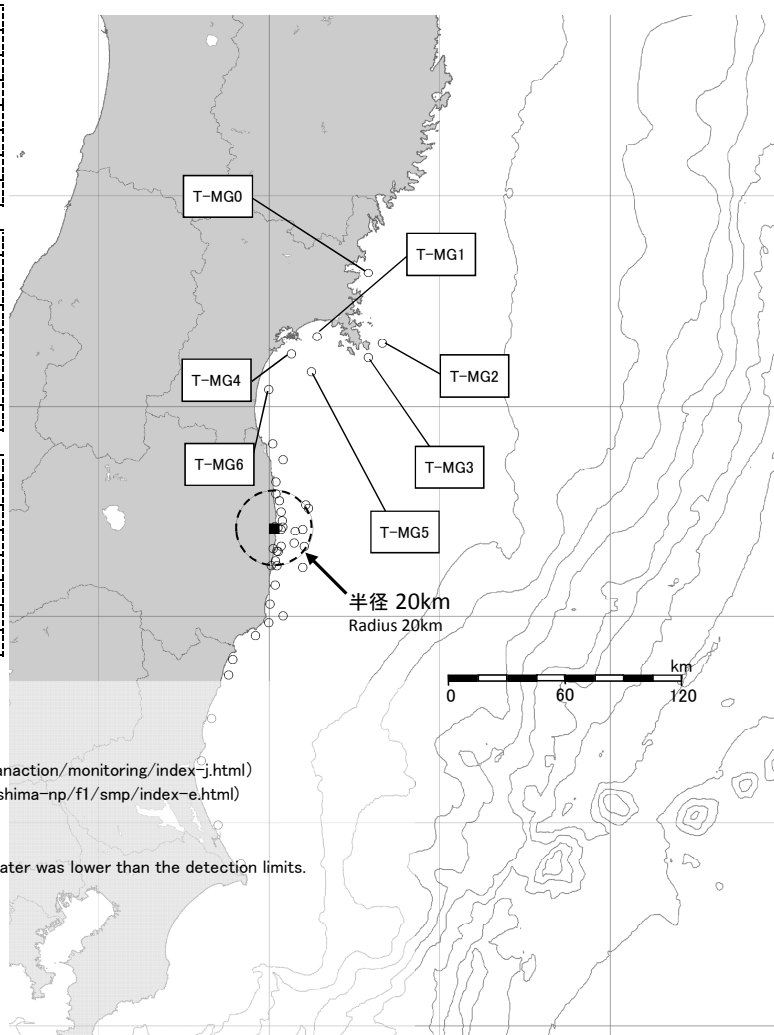 T-MG0
T-MG1
T-MG2
T-MG4
T-MG3
T-MG6
T-MG5
半径 20km
Radius 20km
km
0 60 120
anaction/monitoring/index-j.html)
shima-np/f1/smp/index-e.html)
ater was lower than the detection limits.